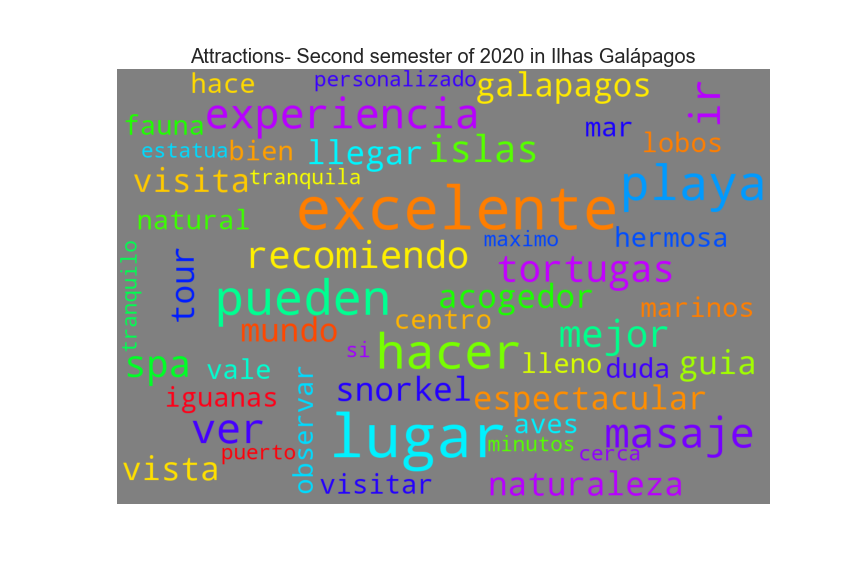 Attractions- Second semester of 2020 in Ilhas Galápagos
hace
personalizado
galapagos
ir
experiencia
fauna
mar
lobos
estatua
bien
llegar
islas
visita
tranquila
playa
excelente
natural
maximo
hermosa
tranquilo
tour
recomiendo
tortugas
pueden
acogedor
marinos
mundo
centro
mejor
si
hacer
spa
vale
lleno
duda
guia
iguanas
observar
snorkel
espectacular
ver
lugar
aves
masaje
puerto
minutos
cerca
vista
visitar
naturaleza